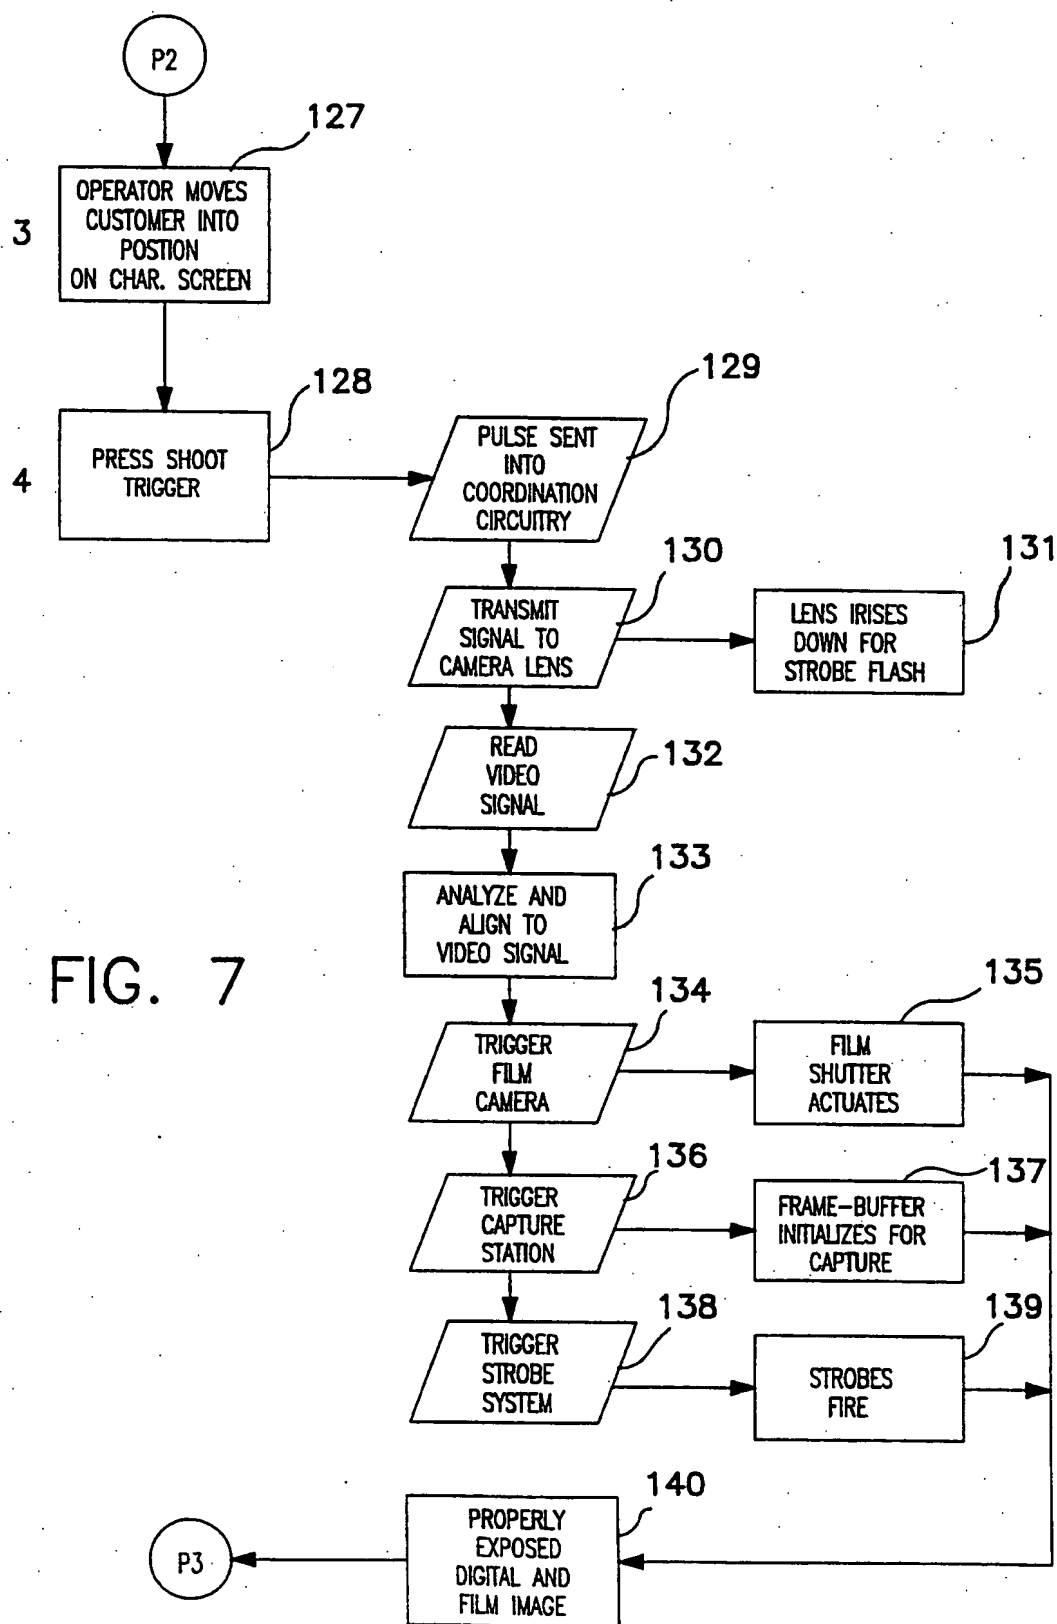 P2
127
OPERATOR MOVES
CUSTOMER INTO
POSTION
ON CHAR. SCREEN
3
128
PRESS SHOOT
TRIGGER
4
129
PULSE SENT
INTO
COORDINATION
CIRCUITRY
130
TRANSMIT
SIGNAL TO
CAMERA LENS
131
LENS IRISES
DOWN FOR
STROBE FLASH
132
READ
VIDEO
SIGNAL
133
ANALYZE AND
ALIGN TO
VIDEO SIGNAL
FIG. 7
134
TRIGGER
FILM
CAMERA
135
FILM
SHUTTER
ACTUATES
136
TRIGGER
CAPTURE
STATION
137
FRAME-BUFFER
INITIALIZES FOR
CAPTURE
138
TRIGGER
STROBE
SYSTEM
139
STROBES
FIRE
140
PROPERLY
EXPOSED
DIGITAL AND
FILM IMAGE
P3